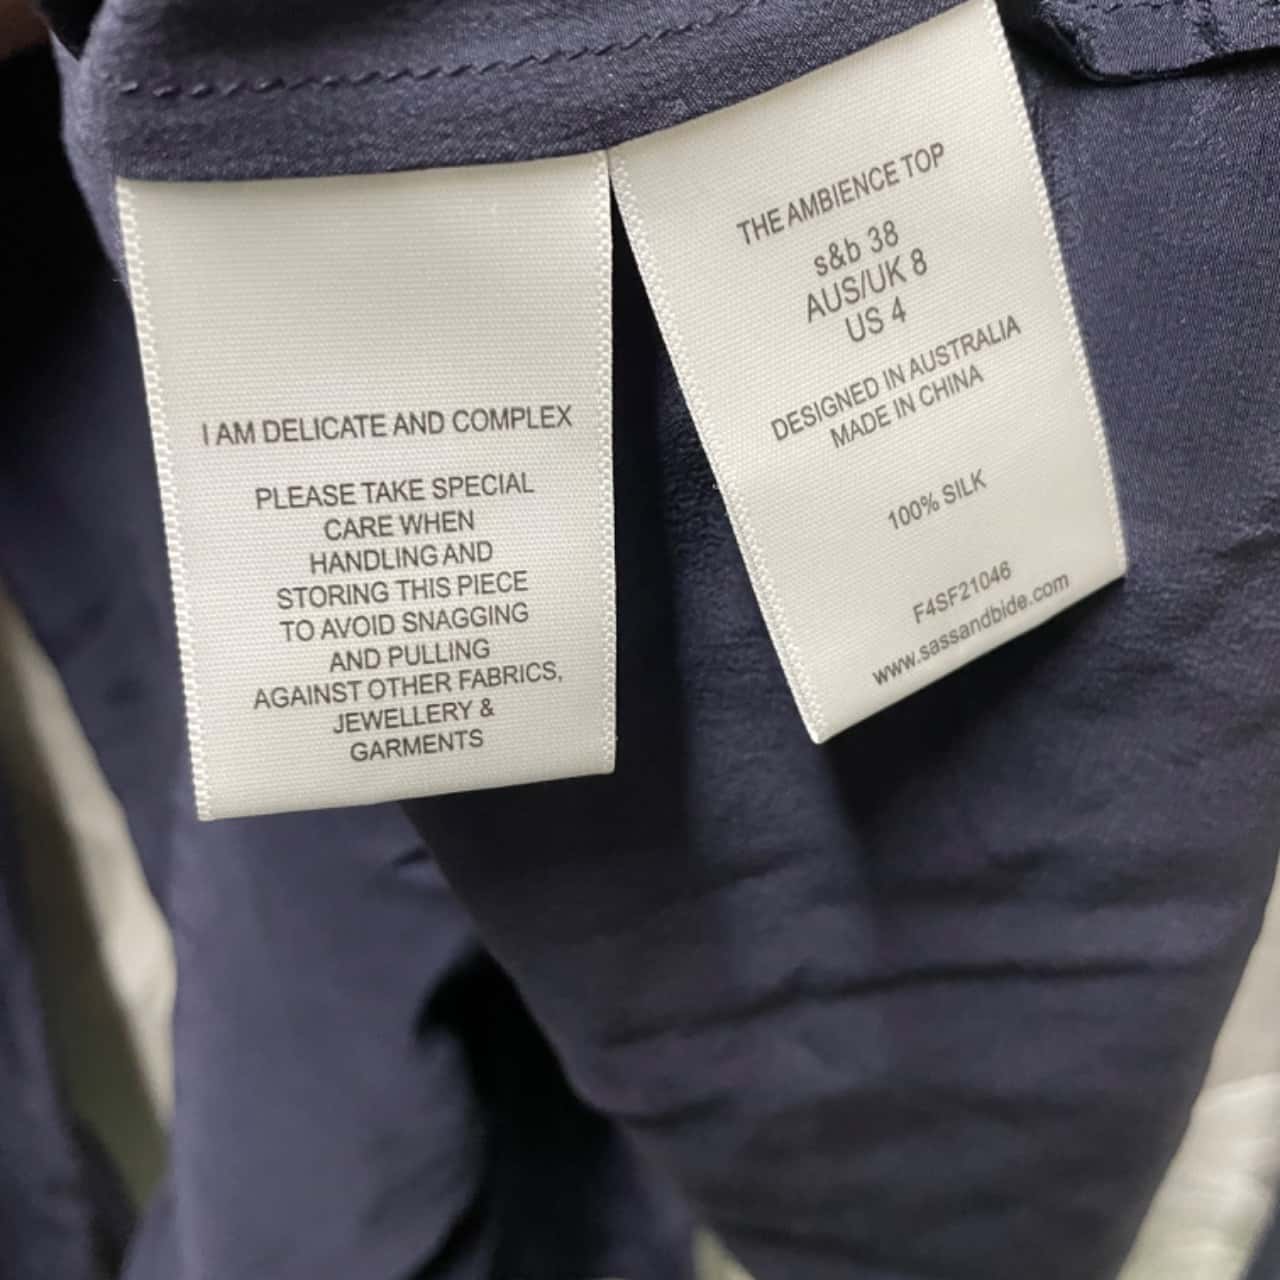 I AM DELICATE AND COMPLEX
PLEASE TAKE SPECIAL
CARE WHEN
HANDLING AND
STORING THIS PIECE
TO AVOID SNAGGING
AND PULLING
AGAINST OTHER FABRICS,
JEWELLERY &
GARMENTS
THE AMBIENCE TOP
s&b 38
AUS/UK 8
US 4
DESIGNED IN AUSTRALIA
MADE IN CHINA
100% SILK
F4SF21046
www.sassandbide.com